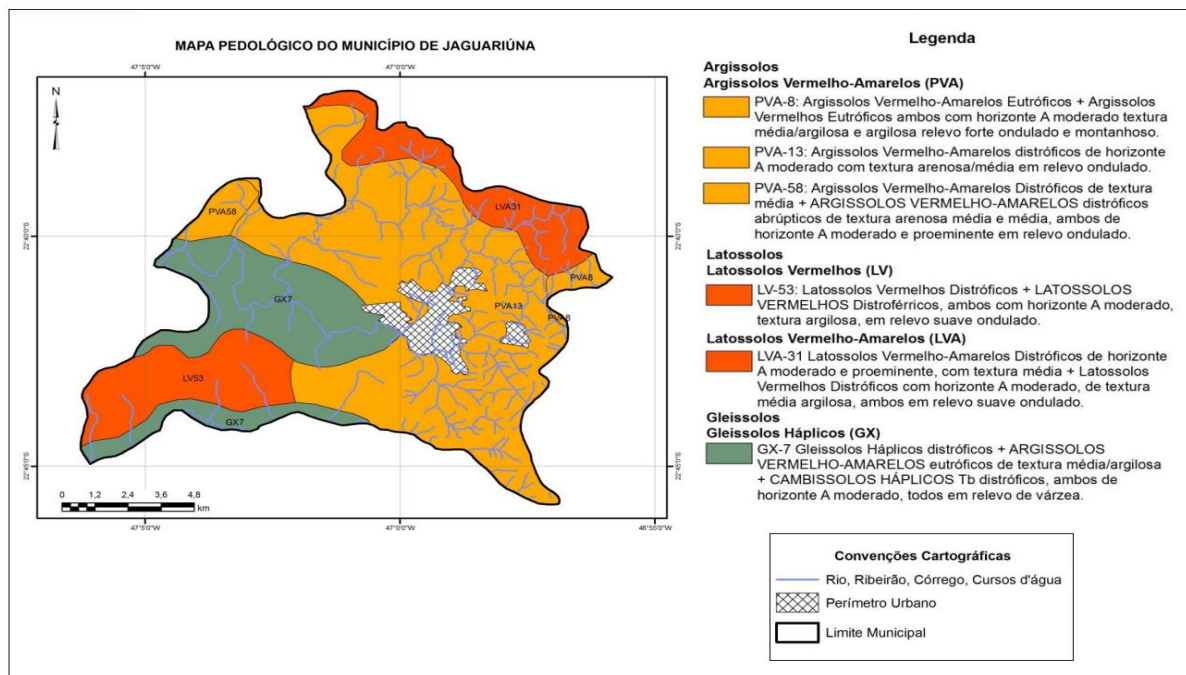 MAPA PEDOLÓGICO DO MUNICÍPIO DE JAGUARIÚNA
47°5'0"W
47°0'0"W
N
22°40'0"S
22°40'0"S
PVA58
LVA31
PVA8
GX7
PVA13
PVA8
LV53
GX7
22°45'0"S
22°45'0"S
0 1,2 2,4 3,6 4,8
km
47°5'0"W
47°0'0"W
46°55'0"W
Legenda
Argissolos
Argissolos Vermelho-Amarelos (PVA)
PVA-8: Argissolos Vermelho-Amarelos Eutróficos + Argissolos
Vermelhos Eutróficos ambos com horizonte A moderado textura
média/argilosa e argilosa relevo forte ondulado e montanhoso.
PVA-13: Argissolos Vermelho-Amarelos distróficos de horizonte
A moderado com textura arenosa/média em relevo ondulado.
PVA-58: Argissolos Vermelho-Amarelos Distróficos de textura
média + ARGISSOLOS VERMELHO-AMARELOS distróficos
abrúpticos de textura arenosa média e média, ambos de
horizonte A moderado e proeminente em relevo ondulado.
Latossolos
Latossolos Vermelhos (LV)
LV-53: Latossolos Vermelhos Distróficos + LATOSSOLOS
VERMELHOS Distroférricos, ambos com horizonte A moderado,
textura argilosa, em relevo suave ondulado.
Latossolos Vermelho-Amarelos (LVA)
LVA-31 Latossolos Vermelho-Amarelos Distróficos de horizonte
A moderado e proeminente, com textura média + Latossolos
Vermelhos Distróficos com horizonte A moderado, de textura
média argilosa, ambos em relevo suave ondulado.
Gleissolos
Gleissolos Háplicos (GX)
GX-7 Gleissolos Háplicos distróficos + ARGISSOLOS
VERMELHO-AMARELOS eutróficos de textura média/argilosa
+ CAMBISSOLOS HÁPLICOS Tb distróficos, ambos de
horizonte A moderado, todos em relevo de várzea.
Convenções Cartográficas
Rio, Ribeirão, Córrego, Cursos d'água
Perímetro Urbano
Limite Municipal